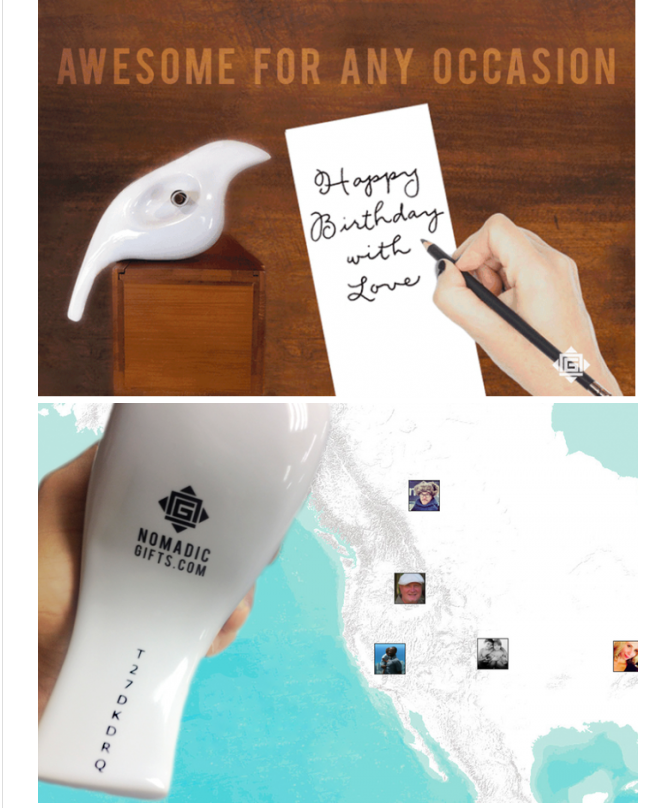 AWESOME FOR ANY OCCASION
Happy
Birthday
with
Love
G
NOMADIC
GIFTS.COM
T27DKDRQ